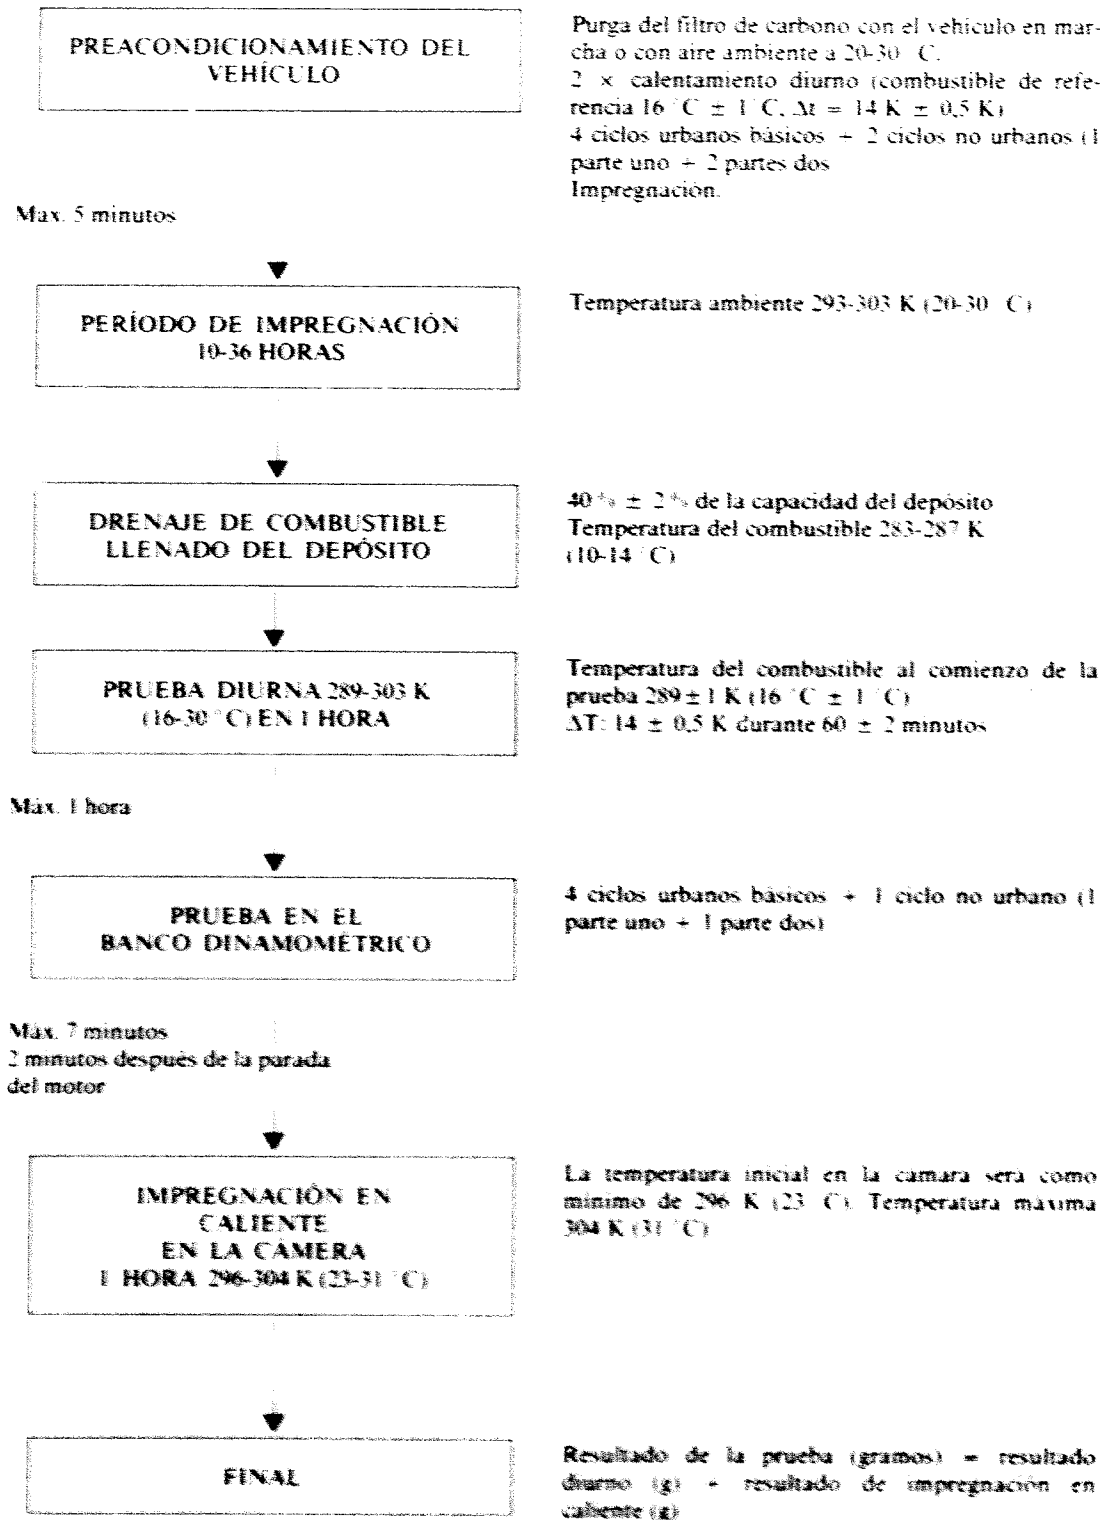 PREACONDICIONAMIENTO DEL
VEHÍCULO
Purga del filtro de carbono con el vehículo en mar-
cha o con aire ambiente a 20-30 °C.
2 × calentamiento diurno (combustible de refe-
rencia 16 °C ± 1 °C, Δt = 14 K ± 0,5 K)
4 ciclos urbanos básicos + 2 ciclos no urbanos (1
parte uno + 2 partes dos
Impregnación.
Max. 5 minutos
PERÍODO DE IMPREGNACIÓN
10-36 HORAS
Temperatura ambiente 293-303 K (20-30 °C)
DRENAJE DE COMBUSTIBLE
LLENADO DEL DEPÓSITO
40 % ± 2 % de la capacidad del depósito
Temperatura del combustible 283-287 K
(10-14 °C)
PRUEBA DIURNA 289-303 K
(16-30 °C) EN 1 HORA
Temperatura del combustible al comienzo de la
prueba 289 ± 1 K (16 °C ± 1 °C)
ΔT: 14 ± 0,5 K durante 60 ± 2 minutos
Máx. 1 hora
PRUEBA EN EL
BANCO DINAMOMÉTRICO
4 ciclos urbanos básicos + 1 ciclo no urbano (1
parte uno + 1 parte dos)
Máx. 7 minutos
2 minutos después de la parada
del motor
IMPREGNACIÓN EN
CALIENTE
EN LA CÁMERA
1 HORA 296-304 K (23-31 °C)
La temperatura inicial en la camara será como
mínimo de 296 K (23 °C). Temperatura máxima
304 K (31 °C)
FINAL
Resultado de la prueba (gramos) = resultado
diurno (g) + resultado de impregnación en
caliente (g)